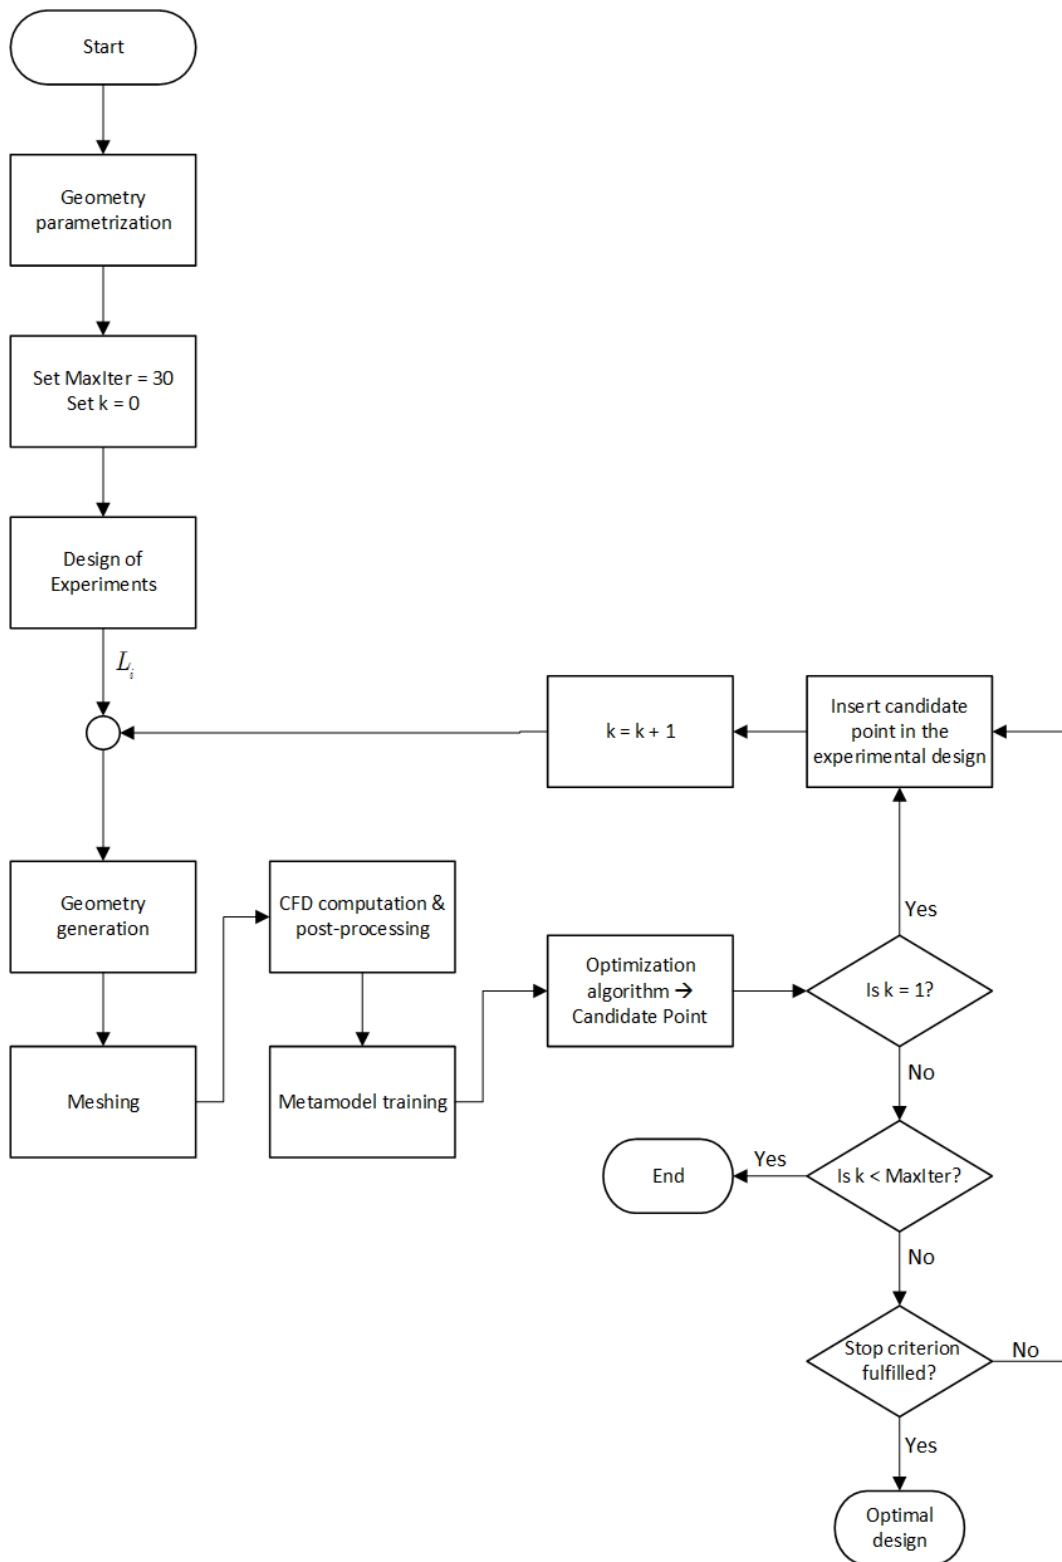 Start
Geometry
parametrization
Set MaxIter = 30
Set k = 0
Design of
Experiments
L_i
k = k + 1
Insert candidate
point in the
experimental design
Geometry
generation
CFD computation &
post-processing
Yes
Optimization
algorithm →
Candidate Point
Is k = 1?
Meshing
Metamodel training
No
End
Yes
Is k < MaxIter?
No
Stop criterion
fulfilled?
No
Yes
Optimal
design